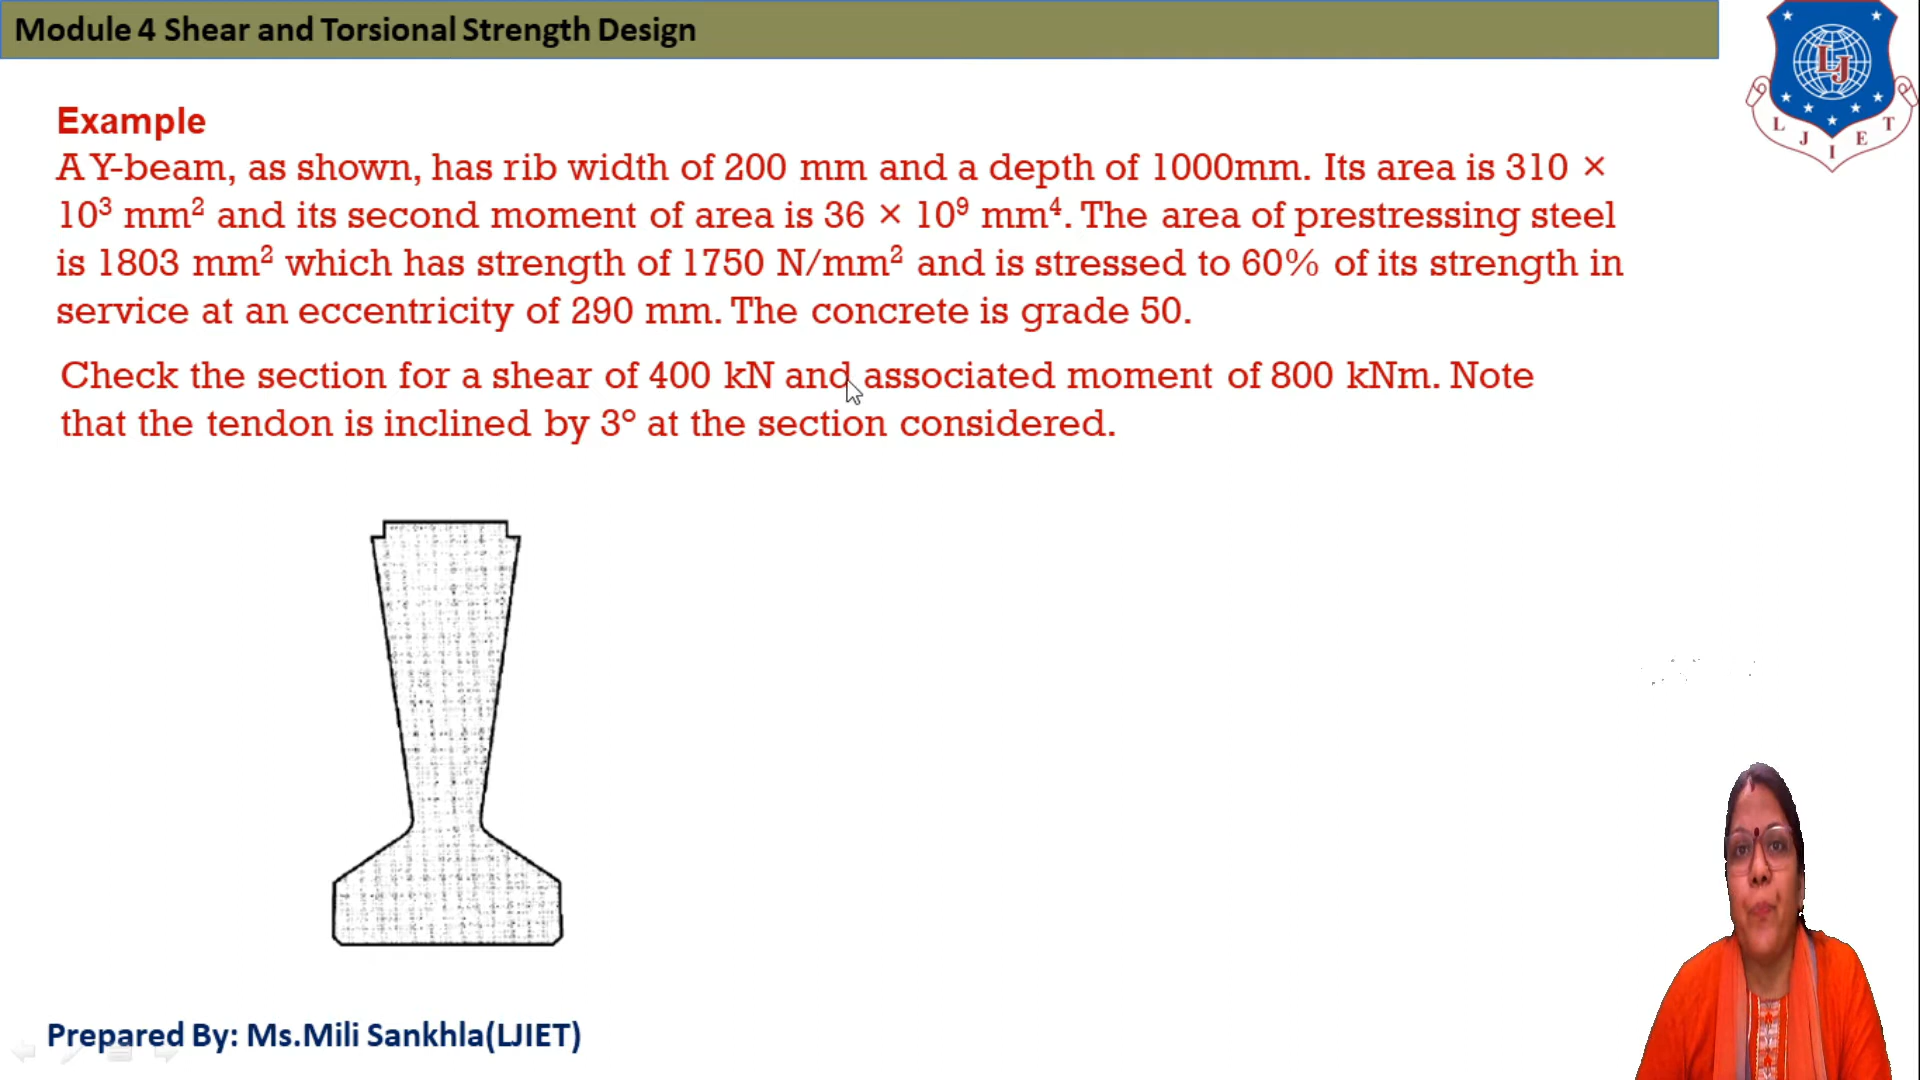 Module 4 Shear and Torsional Strength Design
Example
A Y-beam, as shown, has rib width of 200 mm and a depth of 1000mm. Its area is 310 ×
10³ mm² and its second moment of area is 36 × 10⁹ mm⁴. The area of prestressing steel
is 1803 mm² which has strength of 1750 N/mm² and is stressed to 60% of its strength in
service at an eccentricity of 290 mm. The concrete is grade 50.
Check the section for a shear of 400 kN and associated moment of 800 kNm. Note
that the tendon is inclined by 3° at the section considered.
Prepared By: Ms.Mili Sankhla(LJIET)
LJ
L J I E T